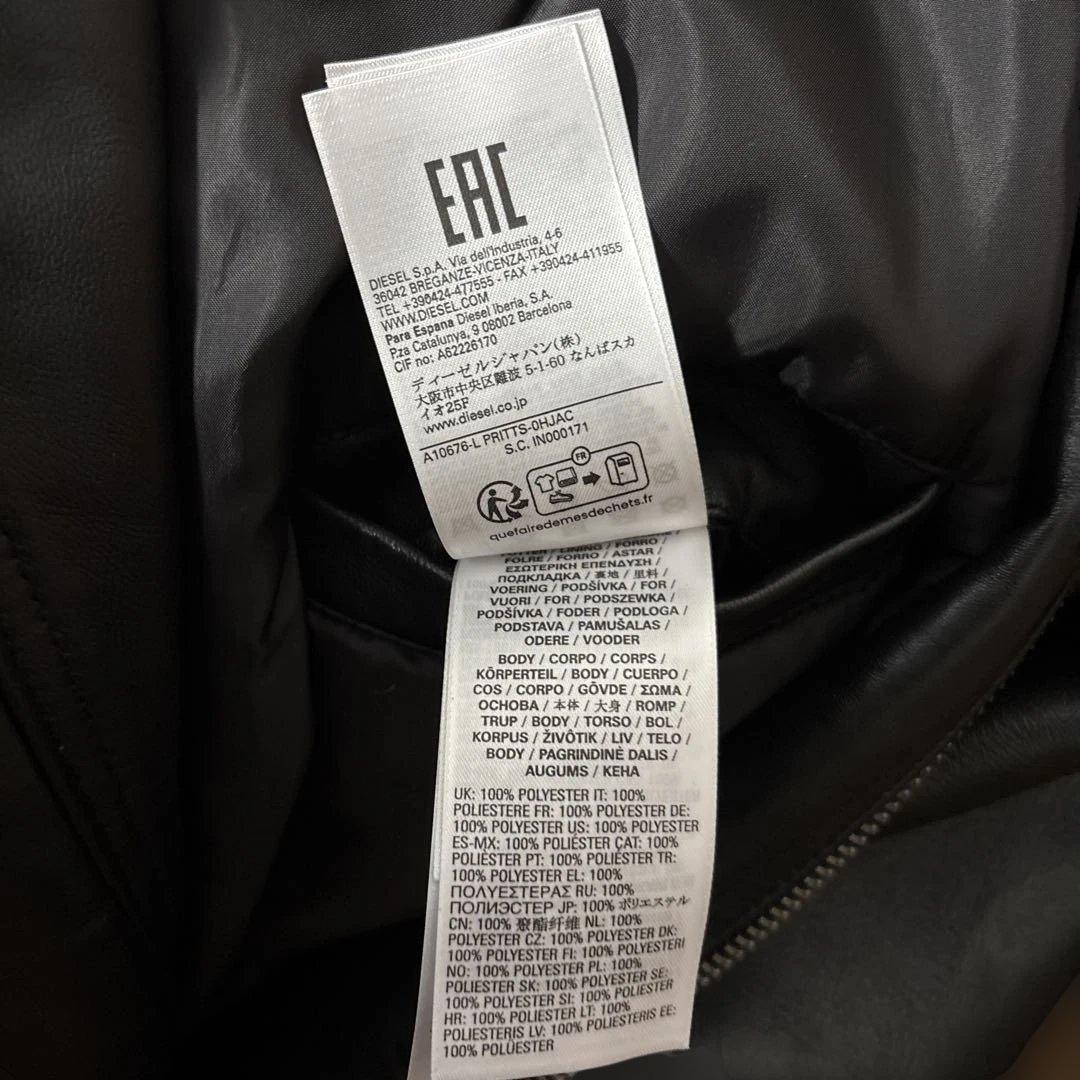 EAC
DIESEL S.p.A. Via dell'Industria, 4-6
36042 BREGANZE-VICENZA-ITALY
TEL +390424-477555 - FAX +390424-411955
WWW.DIESEL.COM
Para Espana Diesel Iberia, S.A.
P.za Catalunya, 9 08002 Barcelona
CIF no: A62226170
ディーゼルジャパン(株)
大阪市中央区難波 5-1-60 なんばスカ
イオ25F
www.diesel.co.jp
A10676-L PRITTS-0HJAC
S.C. IN000171
FR
quefairedemesdechets.fr
POTTER / LINING / FORRO /
FOLRE / FORRO / ASTAR /
ΕΣΩΤΕΡΙΚΗ ΕΠΕΝΔΥΣΗ /
ПОДКЛАДКА / 裏地 / 里料 /
VOERING / PODŠÍVKA / FOR /
VUORI / FOR / PODSZEWKA /
PODŠÍVKA / FODER / PODLOGA /
PODSTAVA / PAMUŠALAS /
ODERE / VOODER
BODY / CORPO / CORPS /
KÖRPERTEIL / BODY / CUERPO /
COS / CORPO / GÖVDE / ΣΩΜΑ /
ОСНОВА / 本体 / 大身 / ROMP /
TRUP / BODY / TORSO / BOL /
KORPUS / ŽIVÔTIK / LIV / TELO /
BODY / PAGRINDINĖ DALIS /
AUGUMS / KEHA
UK: 100% POLYESTER IT: 100%
POLIESTERE FR: 100% POLYESTER DE:
100% POLYESTER US: 100% POLYESTER
ES-MX: 100% POLIÉSTER CAT: 100%
POLIÈSTER PT: 100% POLIÉSTER TR:
100% POLYESTER EL: 100%
ΠΟΛΥΕΣΤΕΡΑΣ RU: 100%
ПОЛИЭСТЕР JP: 100% ポリエステル
CN: 100% 聚酯纤维 NL: 100%
POLYESTER CZ: 100% POLYESTER DK:
100% POLYESTER FI: 100% POLYESTERI
NO: 100% POLYESTER PL: 100%
POLIESTER SK: 100% POLYESTER SE:
100% POLYESTER SI: 100% POLIESTER
HR: 100% POLIESTER LT: 100%
POLIESTERIS LV: 100% POLIESTERIS EE:
100% POLÜESTER